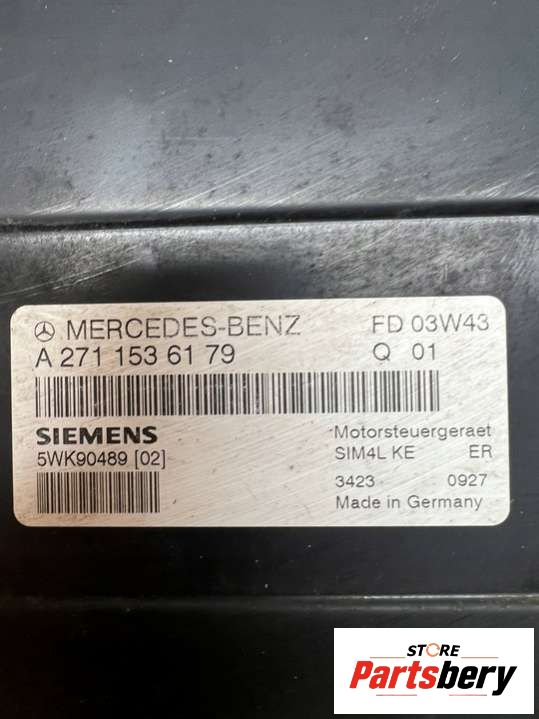 MERCEDES-BENZ FD 03W43
A 271 153 61 79 Q 01
SIEMENS Motorsteuergeraet
5WK90489 [02] SIM4L KE ER
3423 0927
Made in Germany
STORE
Partsbery